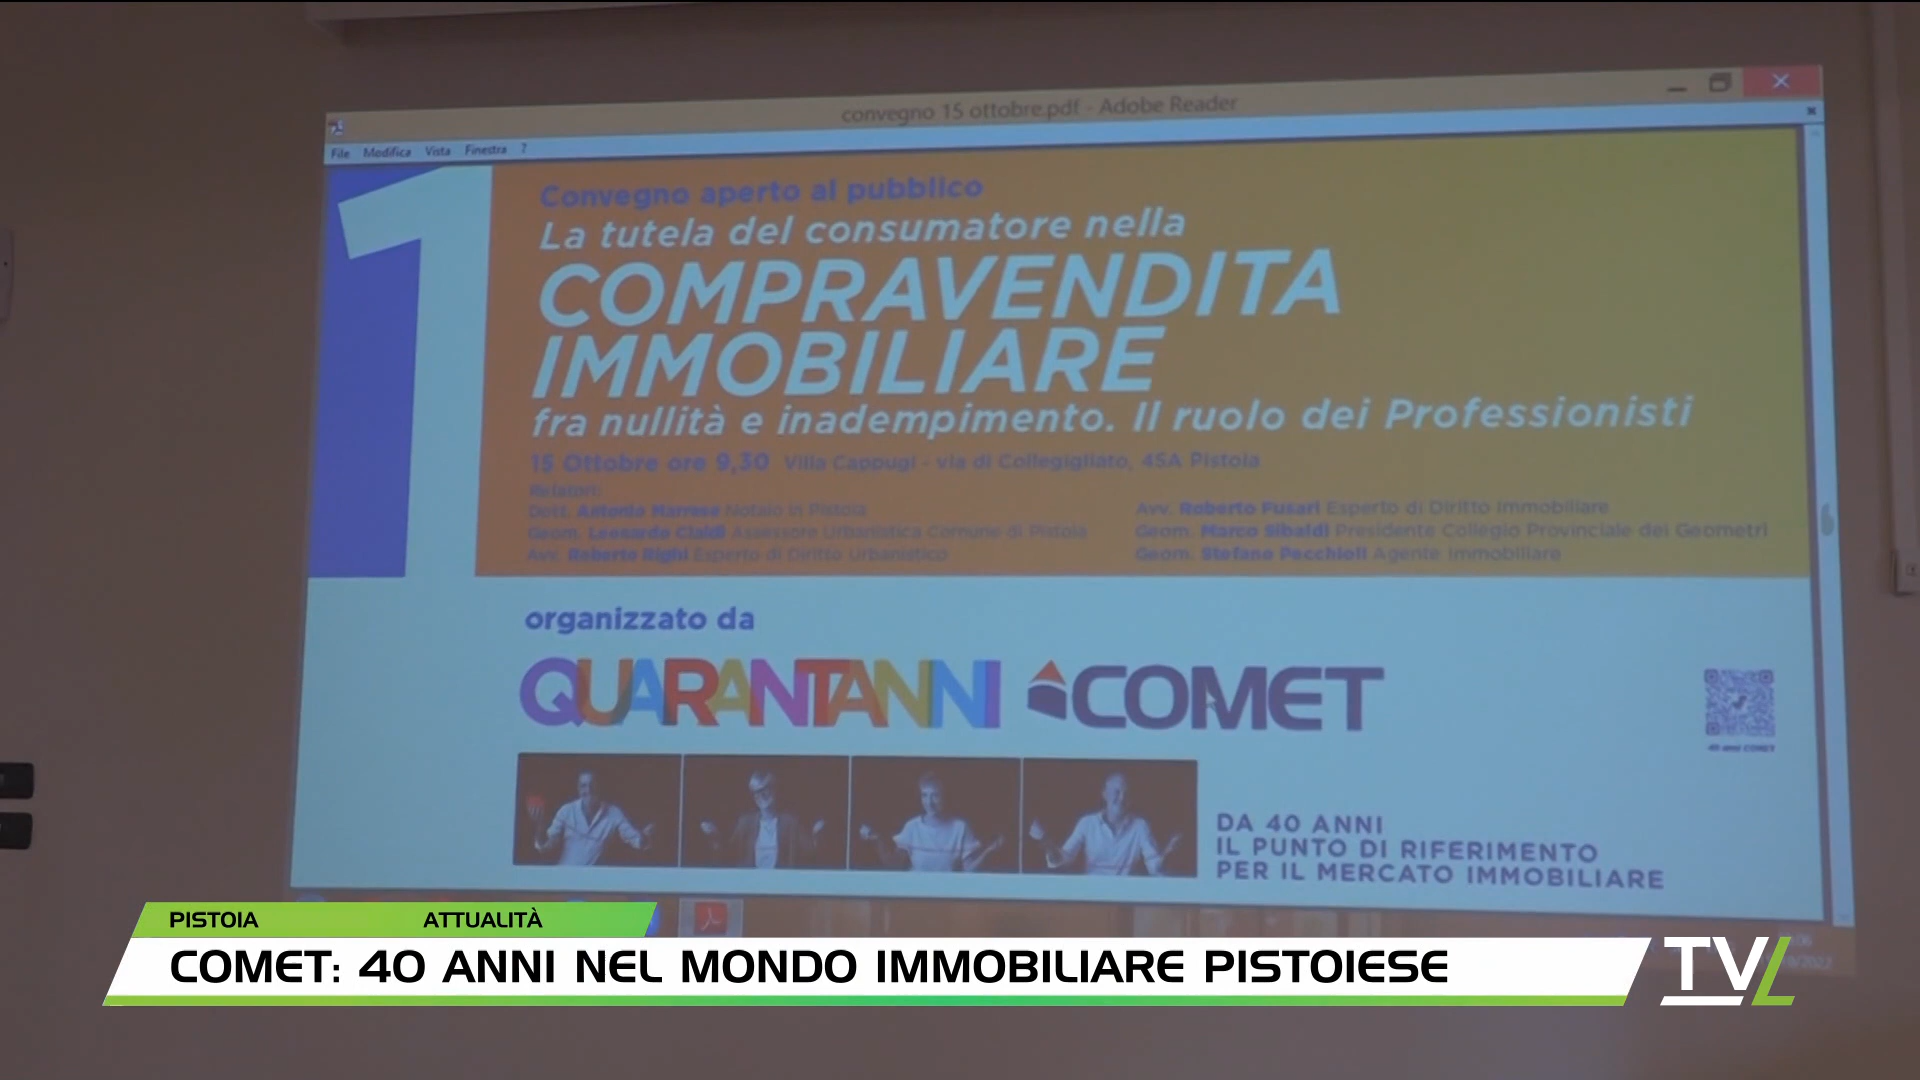 convegno 15 ottobre.pdf - Adobe Reader
File Modifica Vista Finestra ?
1
Convegno aperto al pubblico
La tutela del consumatore nella
COMPRAVENDITA
IMMOBILIARE
fra nullità e inadempimento. Il ruolo dei Professionisti
15 Ottobre ore 9,30 Villa Cappugi - via di Collegigliato, 45A Pistoia
Relatori:
Dott. Antonio Marrese Notaio in Pistoia
Geom. Leonardo Cialdi Assessore Urbanistica Comune di Pistoia
Avv. Roberto Righi Esperto di Diritto Urbanistico
Avv. Roberto Fusari Esperto di Diritto Immobiliare
Geom. Marco Sibaldi Presidente Collegio Provinciale dei Geometri
Geom. Stefano Pecchioli Agente Immobiliare
organizzato da
QUARANTANNI COMET
40 anni COMET
DA 40 ANNI
IL PUNTO DI RIFERIMENTO
PER IL MERCATO IMMOBILIARE
PISTOIA ATTUALITÀ
COMET: 40 ANNI NEL MONDO IMMOBILIARE PISTOIESE
TVL